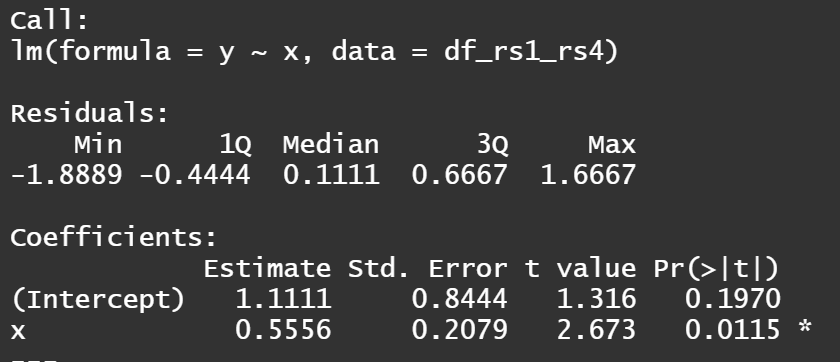 Call:
lm(formula = y ~ x, data = df_rs1_rs4)
Residuals:
Min 1Q Median 3Q Max
-1.8889 -0.4444 0.1111 0.6667 1.6667
Coefficients:
Estimate Std. Error t value Pr(>|t|)
(Intercept) 1.1111 0.8444 1.316 0.1970
x 0.5556 0.2079 2.673 0.0115 *
---